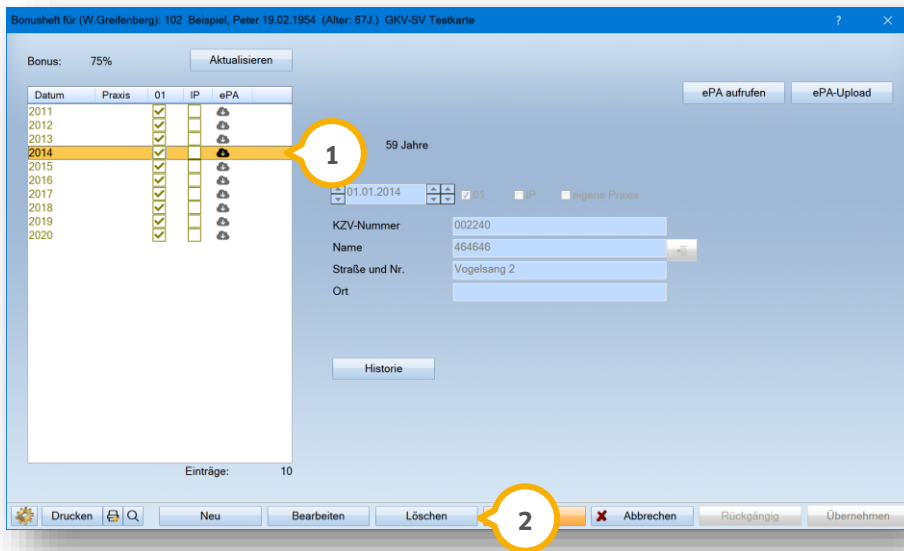 Bonusheft für (W.Greifenberg): 102 Beispiel, Peter 19.02.1954 (Alter: 67J.) GKV-SV Testkarte ? ×
Bonus: 75% Aktualisieren
ePA aufrufen ePA-Upload
Datum Praxis 01 IP ePA
2011
2012
2013
2014
2015
2016
2017
2018
2019
2020
1
59 Jahre
01.01.2014 01 IP eigene Praxis
KZV-Nummer 002240
Name 464646
Straße und Nr. Vogelsang 2
Ort
Historie
Einträge: 10
Drucken Neu Bearbeiten Löschen 2 Abbrechen Rückgängig Übernehmen